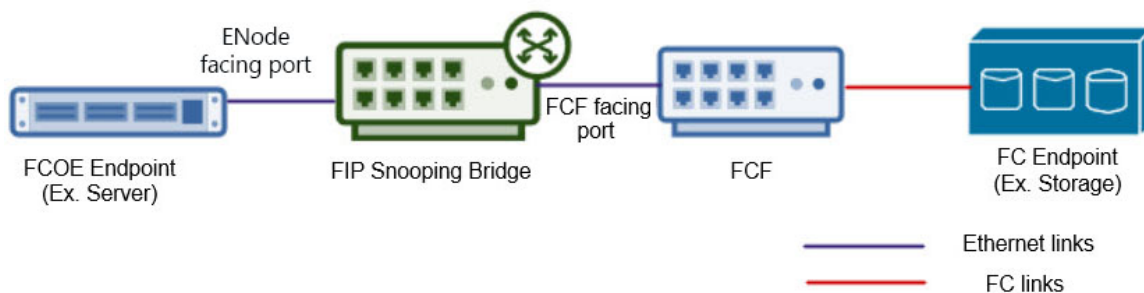 ENode
facing port
FCF facing
port
FCOE Endpoint
(Ex. Server)
FIP Snooping Bridge
FCF
FC Endpoint
(Ex. Storage)
Ethernet links
FC links